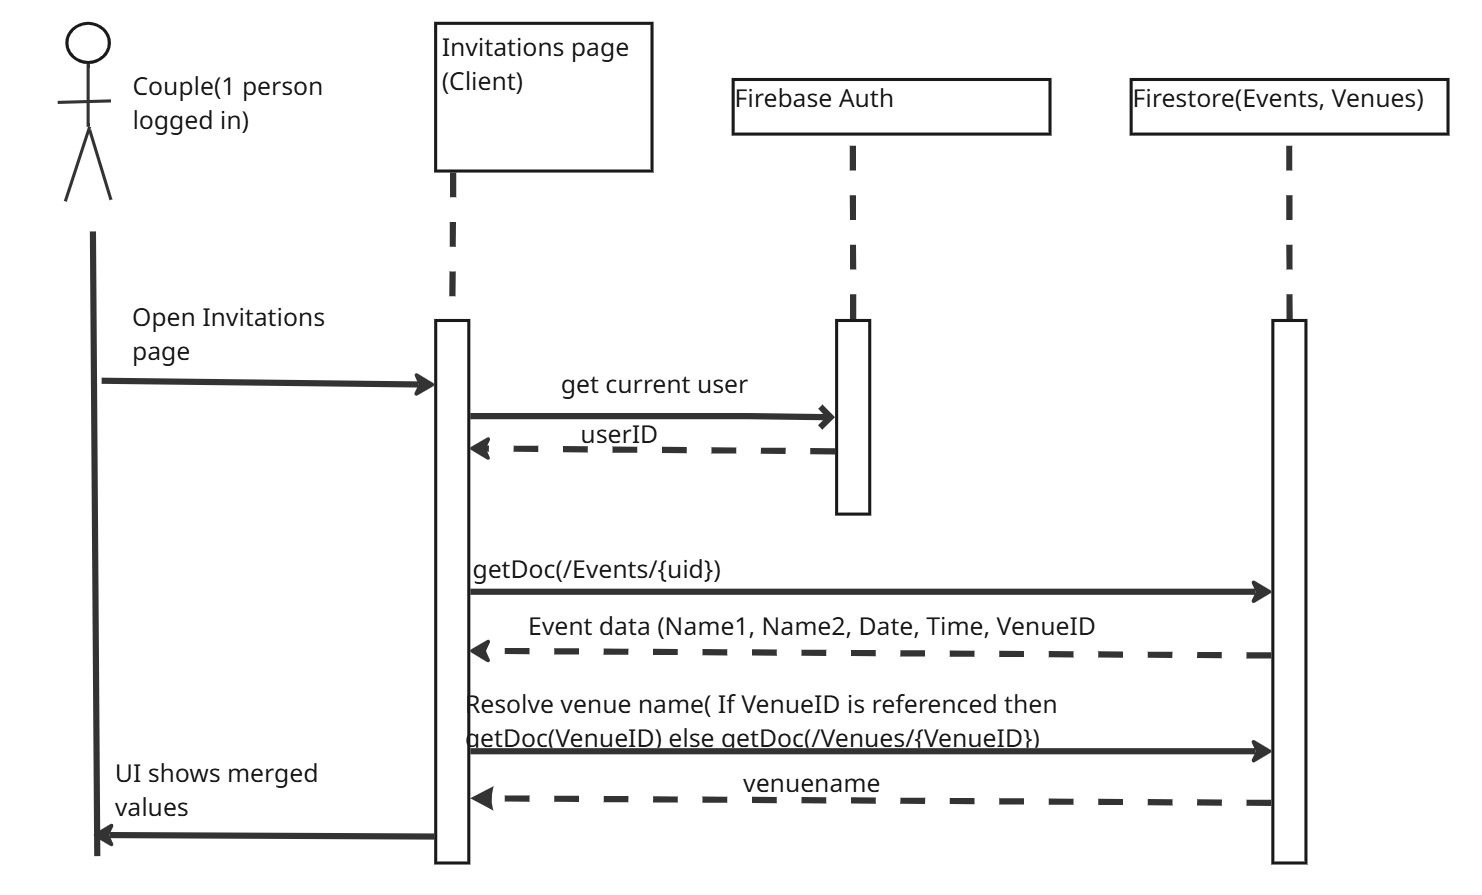 Couple(1 person
logged in)
Invitations page
(Client)
Firebase Auth
Firestore(Events, Venues)
Open Invitations
page
get current user
userID
getDoc(/Events/{uid})
Event data (Name1, Name2, Date, Time, VenueID
Resolve venue name( If VenueID is referenced then
getDoc(VenueID) else getDoc(/Venues/{VenueID})
venuename
UI shows merged
values